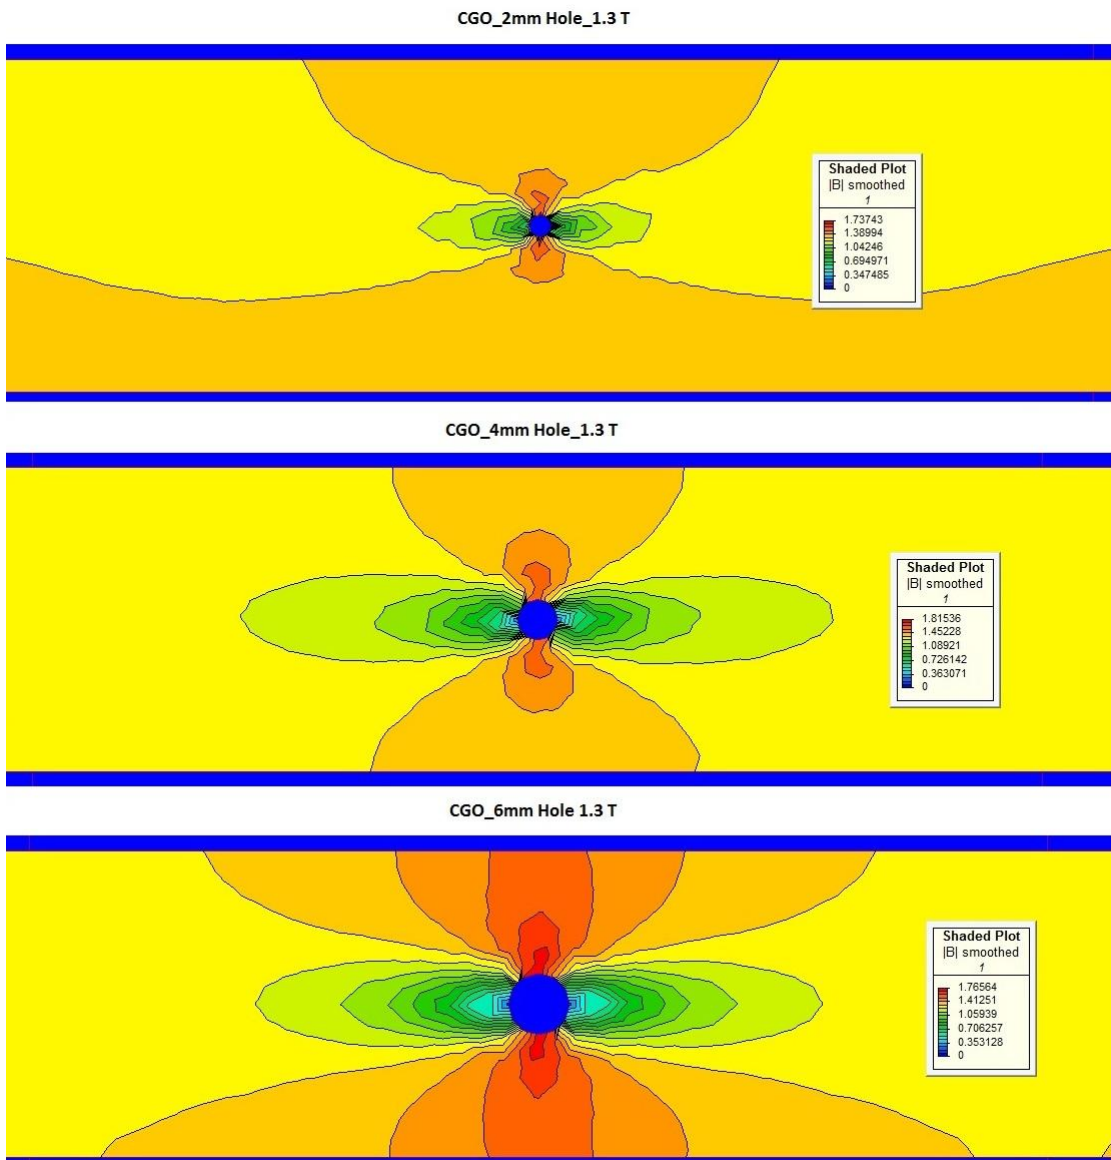 CGO_2mm Hole_1.3 T
Shaded Plot
|B| smoothed
1
1.73743
1.38994
1.04246
0.694971
0.347485
0
CGO_4mm Hole_1.3 T
Shaded Plot
|B| smoothed
1
1.81536
1.45228
1.08921
0.726142
0.363071
0
CGO_6mm Hole 1.3 T
Shaded Plot
|B| smoothed
1
1.76564
1.41251
1.05939
0.706257
0.353128
0